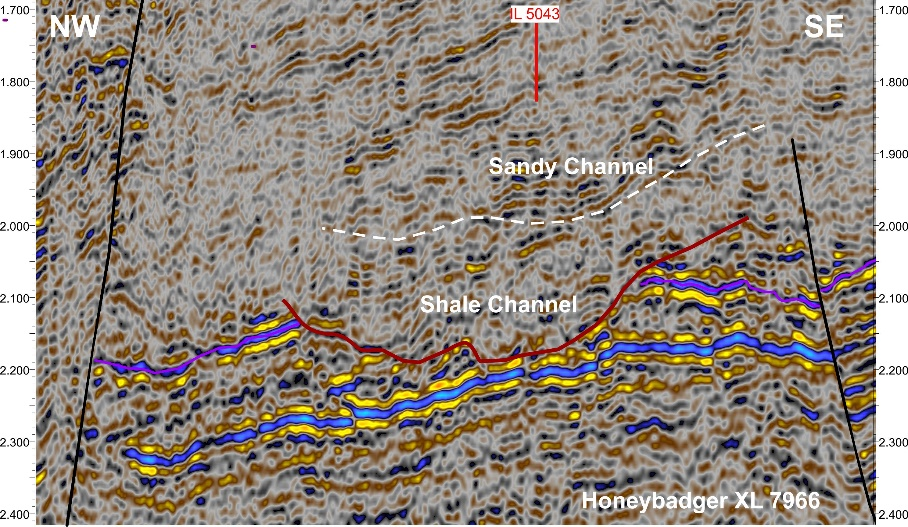 IL 5043
NW
SE
1.700
1.700
1.800
1.800
1.900
1.900
Sandy Channel
2.000
2.000
2.100
2.100
Shale Channel
2.200
2.200
2.300
2.300
Honeybadger XL 7966
2.400
2.400